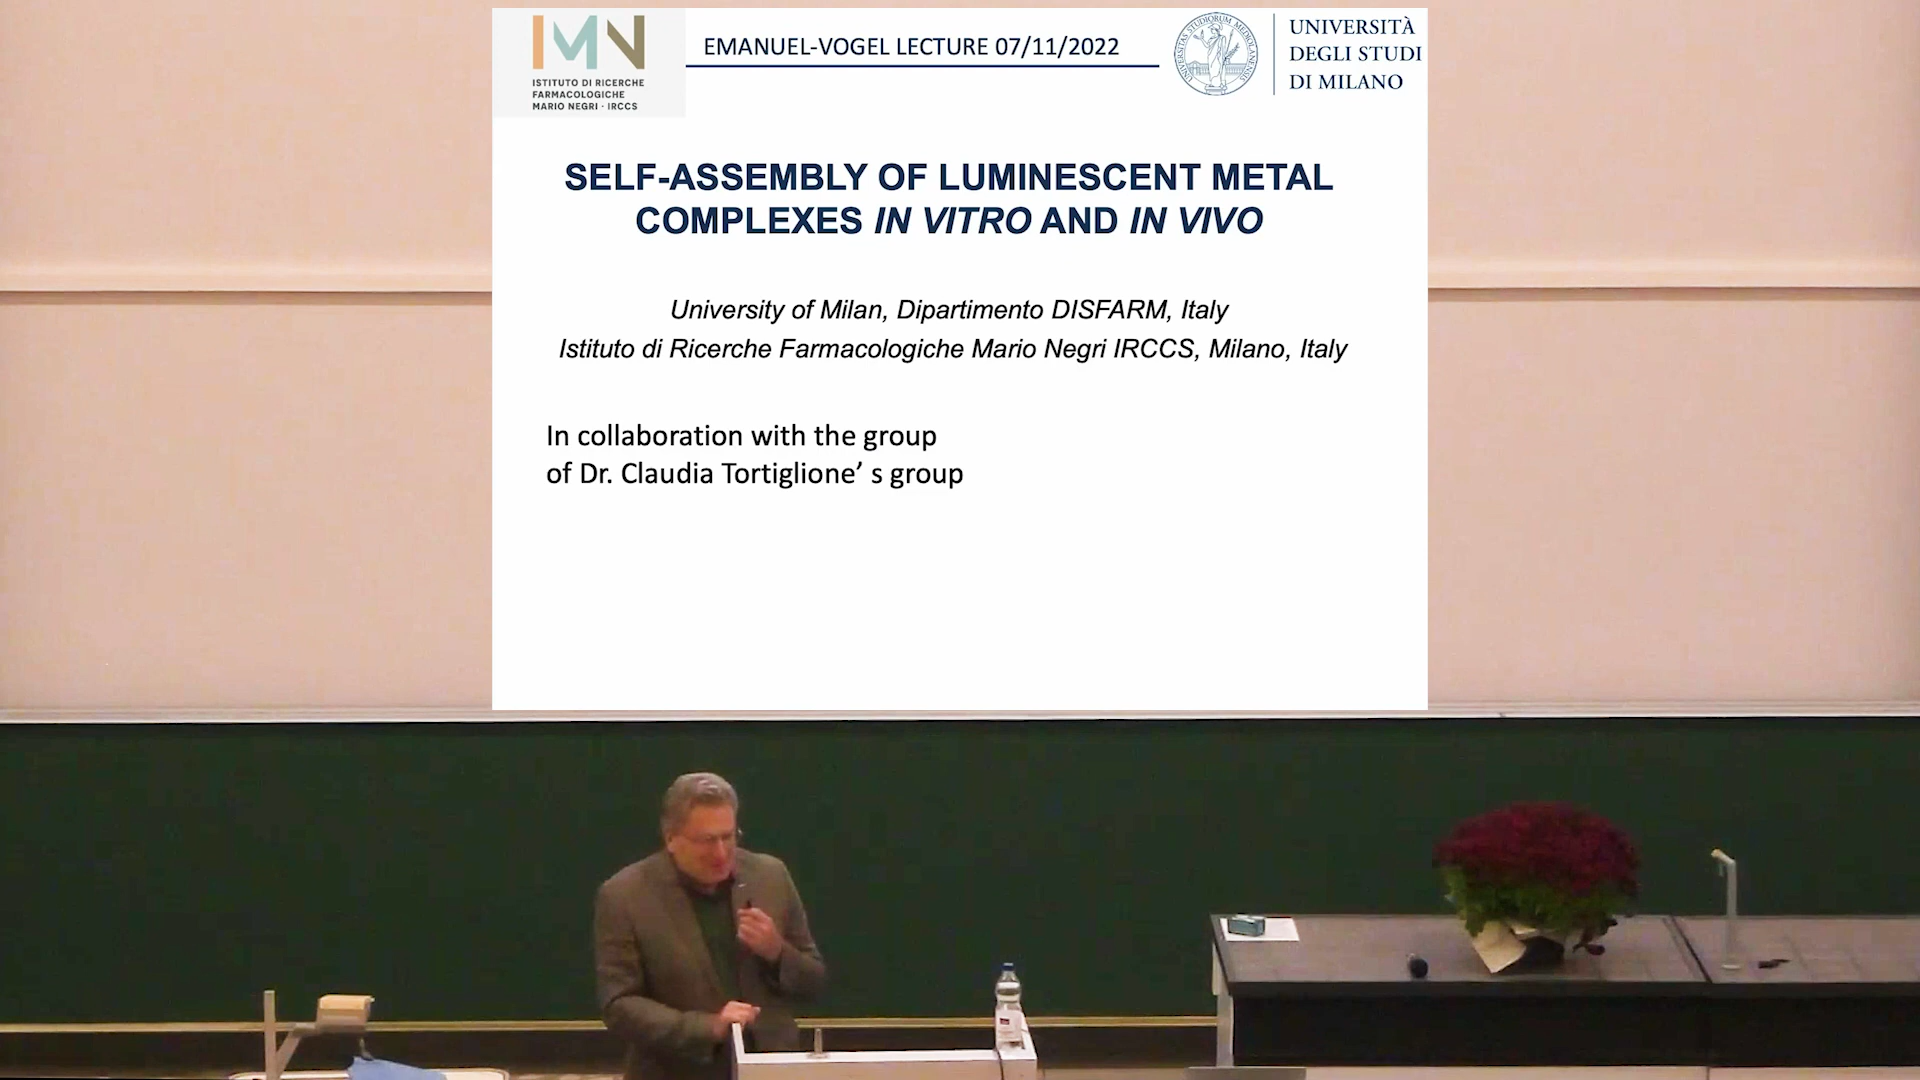 IMN
ISTITUTO DI RICERCHE
FARMACOLOGICHE
MARIO NEGRI · IRCCS
EMANUEL-VOGEL LECTURE 07/11/2022
UNIVERSITÀ
DEGLI STUDI
DI MILANO
SELF-ASSEMBLY OF LUMINESCENT METAL
COMPLEXES IN VITRO AND IN VIVO
University of Milan, Dipartimento DISFARM, Italy
Istituto di Ricerche Farmacologiche Mario Negri IRCCS, Milano, Italy
In collaboration with the group
of Dr. Claudia Tortiglione’ s group